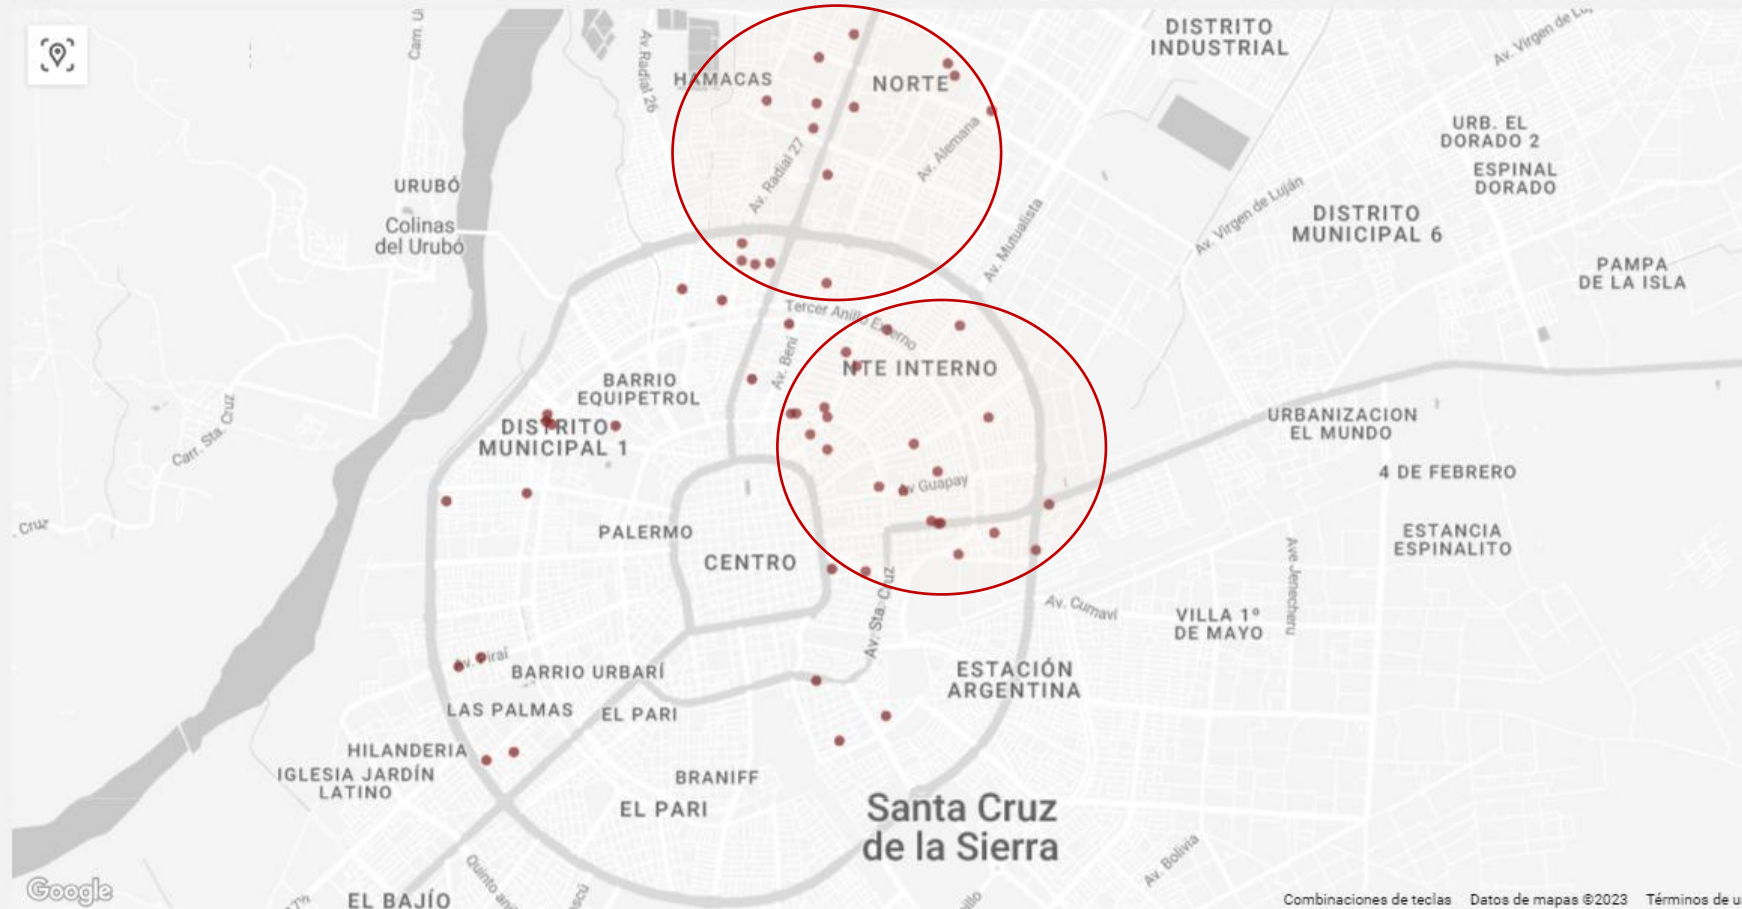 DISTRITO
INDUSTRIAL
Av. Radial 26
HAMACAS
NORTE
Av. Alemana
Av. Radial 27
URB. EL
DORADO 2
ESPINAL
DORADO
URUBÓ
Colinas
del Urubó
Av. Virgen de Luján
DISTRITO
MUNICIPAL 6
Av. Mutualista
PAMPA
DE LA ISLA
Tercer Anillo Externo
Av. Beni
NTE INTERNO
BARRIO
EQUIPETROL
DISTRITO
MUNICIPAL 1
Carr. Sta. Cruz
URBANIZACION
EL MUNDO
4 DE FEBRERO
Av Guapay
Cruz
PALERMO
CENTRO
ESTANCIA
ESPINALITO
Ave Jenecheru
Av. Sta. Cruz
Av. Cumavi
VILLA 1º
DE MAYO
Av. Piraí
BARRIO URBARÍ
ESTACIÓN
ARGENTINA
LAS PALMAS
EL PARI
HILANDERIA
IGLESIA JARDÍN
LATINO
BRANIFF
EL PARI
Santa Cruz
de la Sierra
Av. Bolivia
Google
EL BAJÍO
Combinaciones de teclas Datos de mapas ©2023 Términos de u